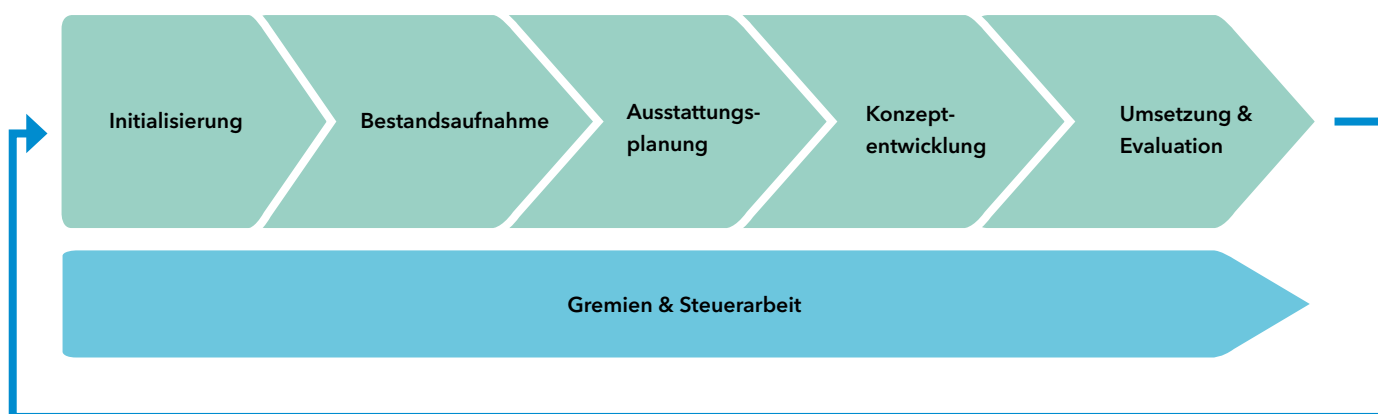 Initialisierung
Bestandsaufnahme
Ausstattungs-
planung
Konzept-
entwicklung
Umsetzung &
Evaluation
Gremien & Steuerarbeit